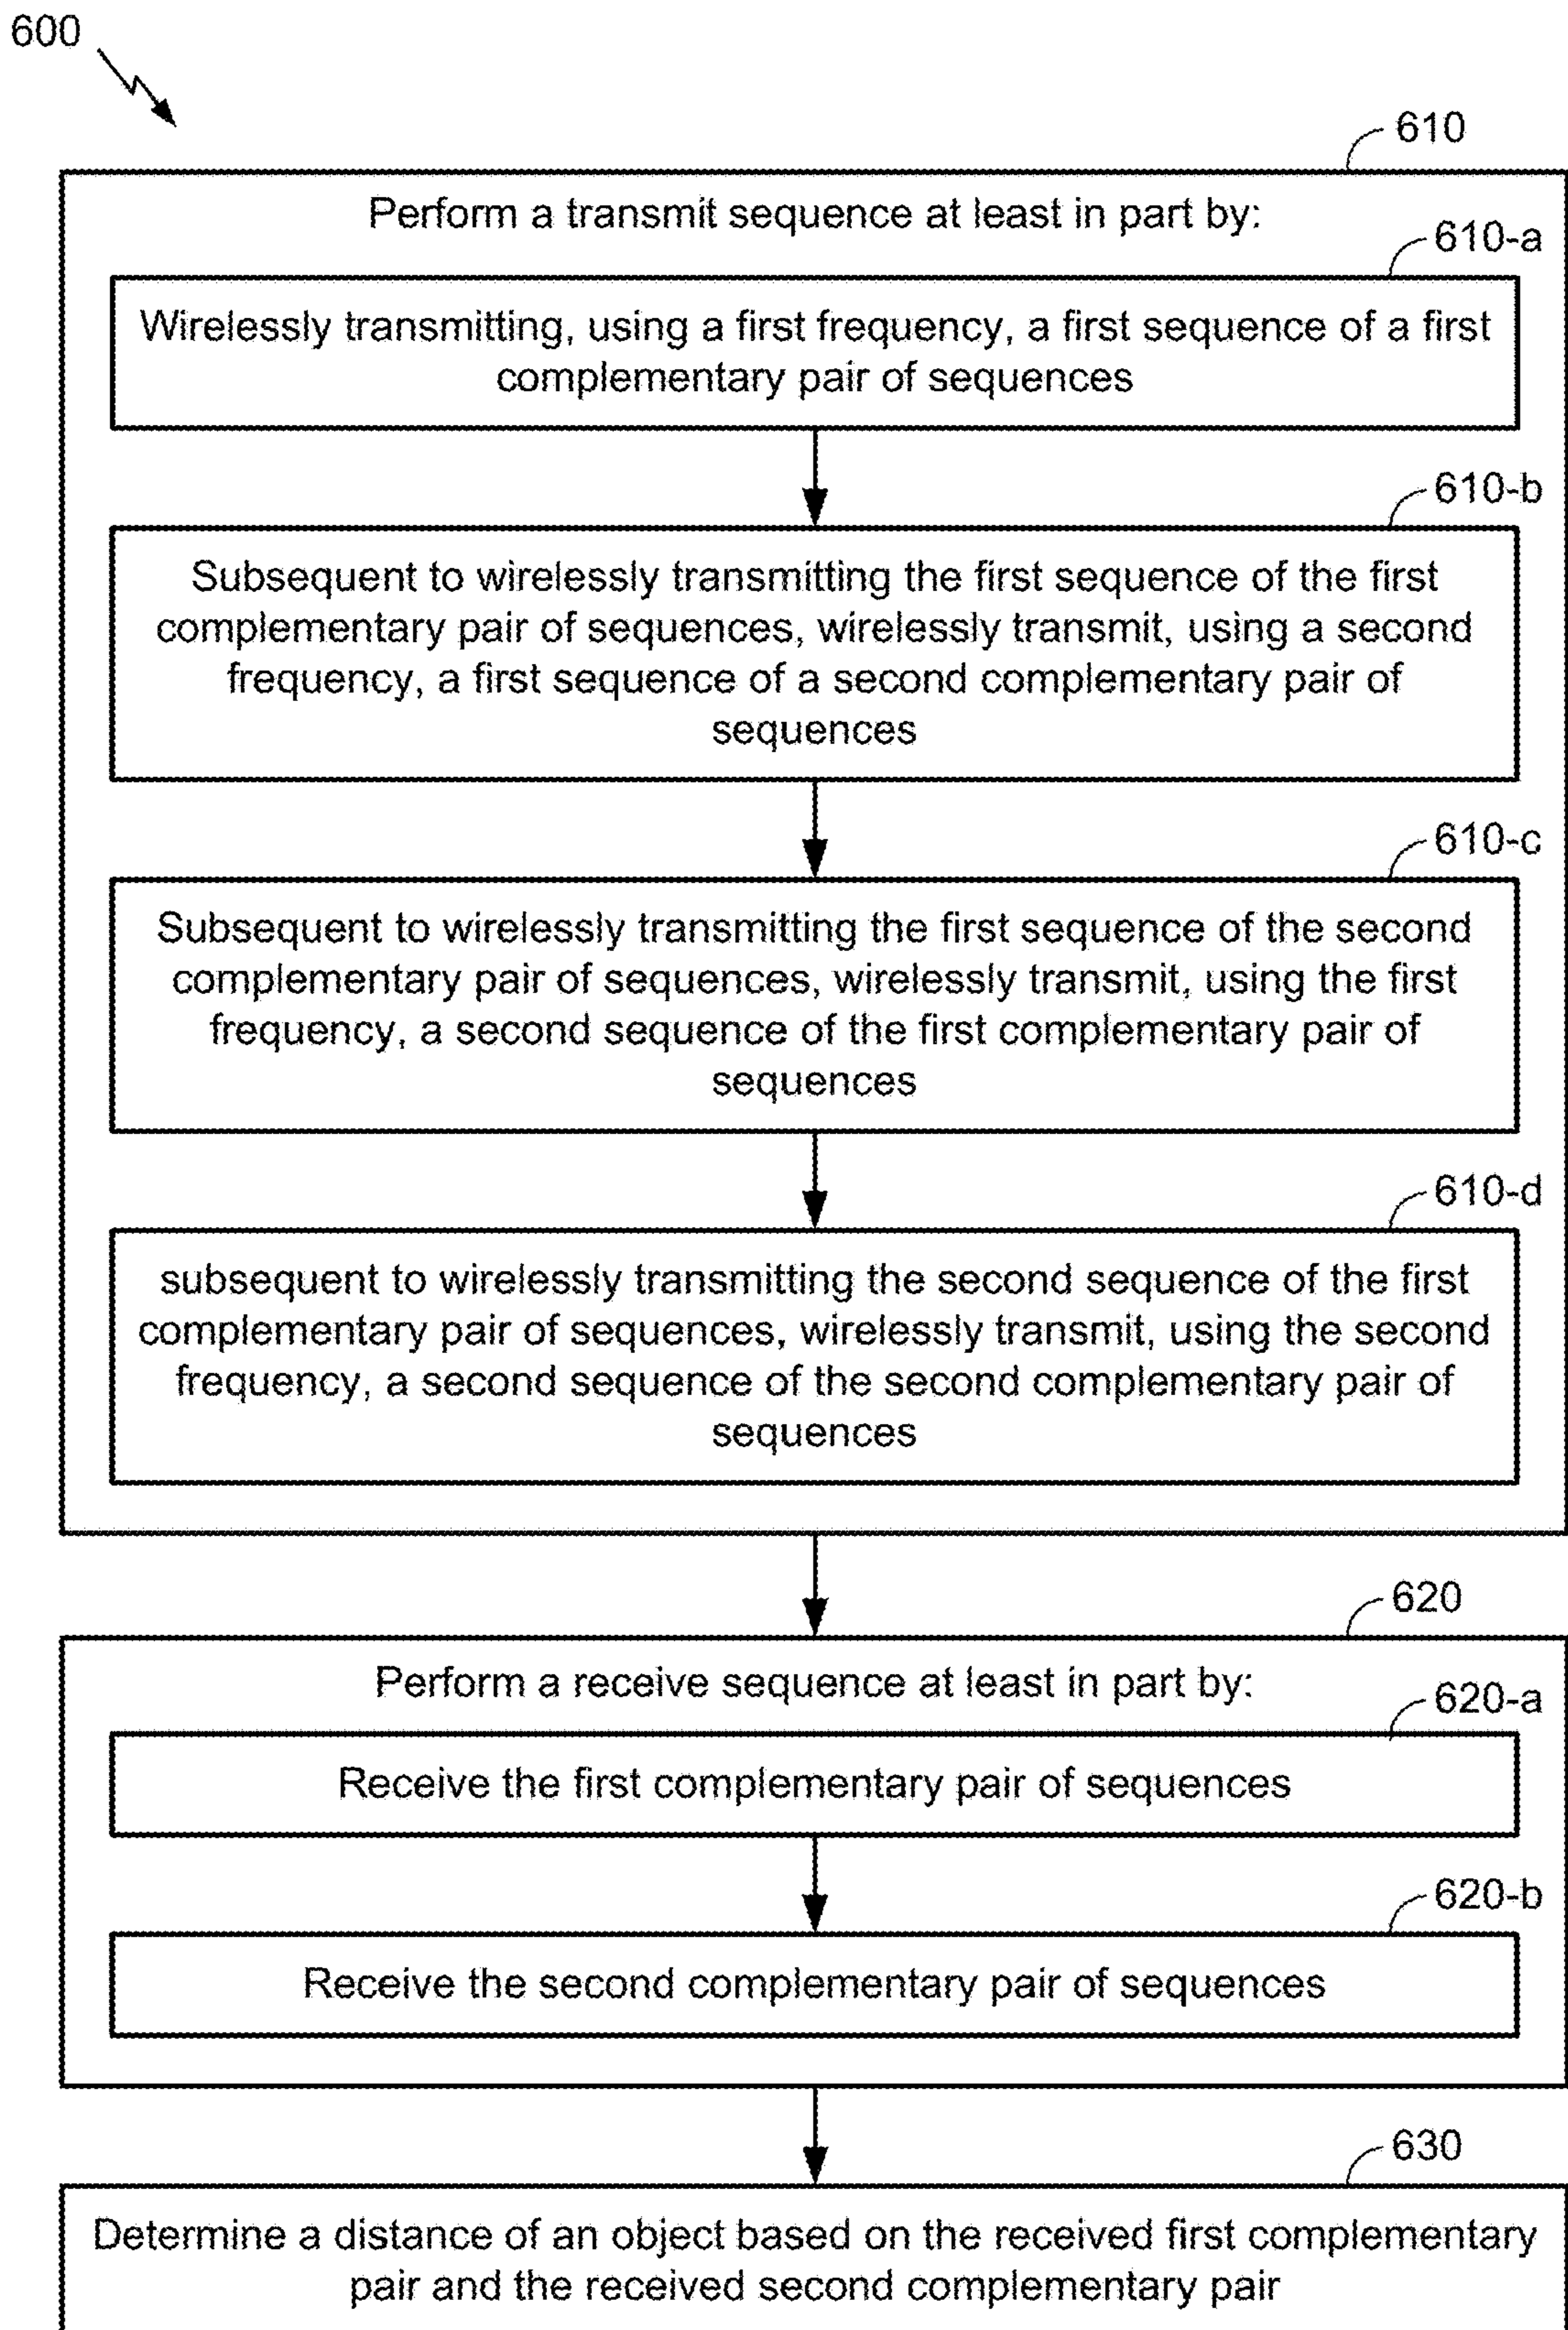 600
610
Perform a transmit sequence at least in part by:
610-a
Wirelessly transmitting, using a first frequency, a first sequence of a first
complementary pair of sequences
610-b
Subsequent to wirelessly transmitting the first sequence of the first
complementary pair of sequences, wirelessly transmit, using a second
frequency, a first sequence of a second complementary pair of
sequences
610-c
Subsequent to wirelessly transmitting the first sequence of the second
complementary pair of sequences, wirelessly transmit, using the first
frequency, a second sequence of the first complementary pair of
sequences
610-d
subsequent to wirelessly transmitting the second sequence of the first
complementary pair of sequences, wirelessly transmit, using the second
frequency, a second sequence of the second complementary pair of
sequences
620
Perform a receive sequence at least in part by:
620-a
Receive the first complementary pair of sequences
620-b
Receive the second complementary pair of sequences
630
Determine a distance of an object based on the received first complementary
pair and the received second complementary pair